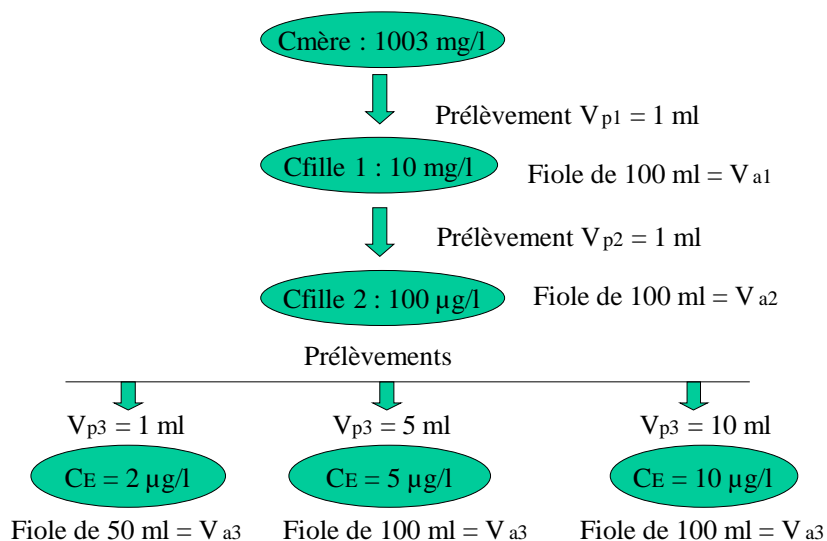 Cmère : 1003 mg/l
Prélèvement Vp1 = 1 ml
Cfille 1 : 10 mg/l
Fiole de 100 ml = Va1
Prélèvement Vp2 = 1 ml
Cfille 2 : 100 µg/l
Fiole de 100 ml = Va2
Prélèvements
Vp3 = 1 ml
Vp3 = 5 ml
Vp3 = 10 ml
CE = 2 µg/l
CE = 5 µg/l
CE = 10 µg/l
Fiole de 50 ml = Va3
Fiole de 100 ml = Va3
Fiole de 100 ml = Va3